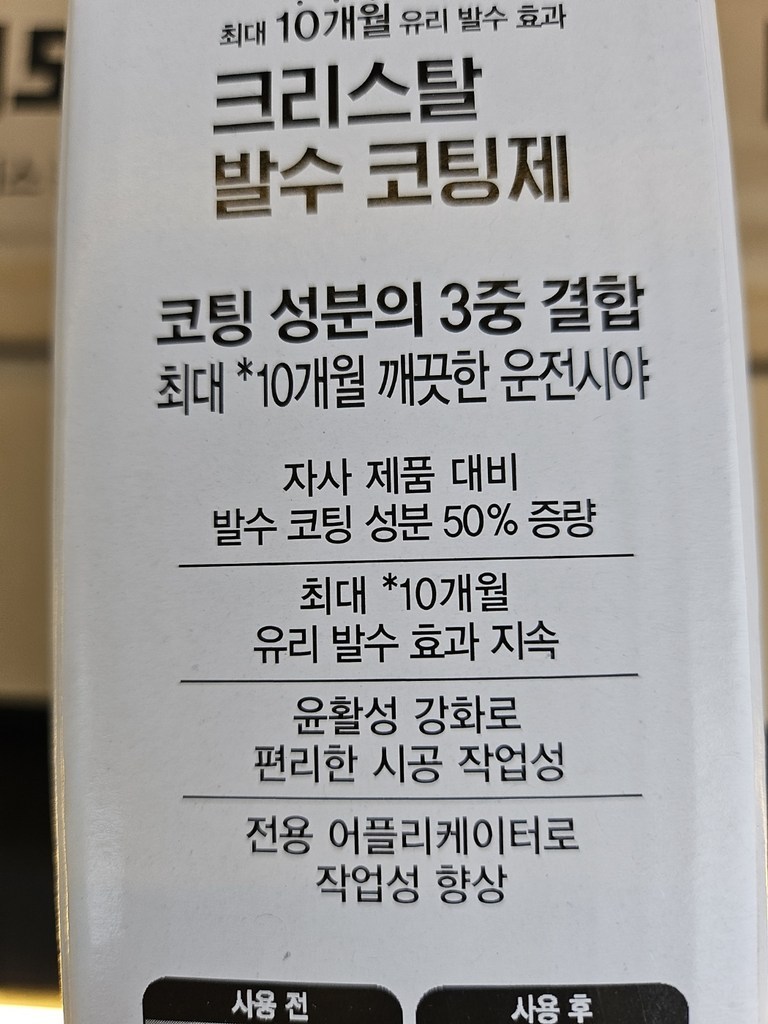 최대 10개월 유리 발수 효과
크리스탈
발수 코팅제
코팅 성분의 3중 결합
최대 *10개월 깨끗한 운전시야
자사 제품 대비
발수 코팅 성분 50% 증량
최대 *10개월
유리 발수 효과 지속
윤활성 강화로
편리한 시공 작업성
전용 어플리케이터로
작업성 향상
사용 전
사용 후